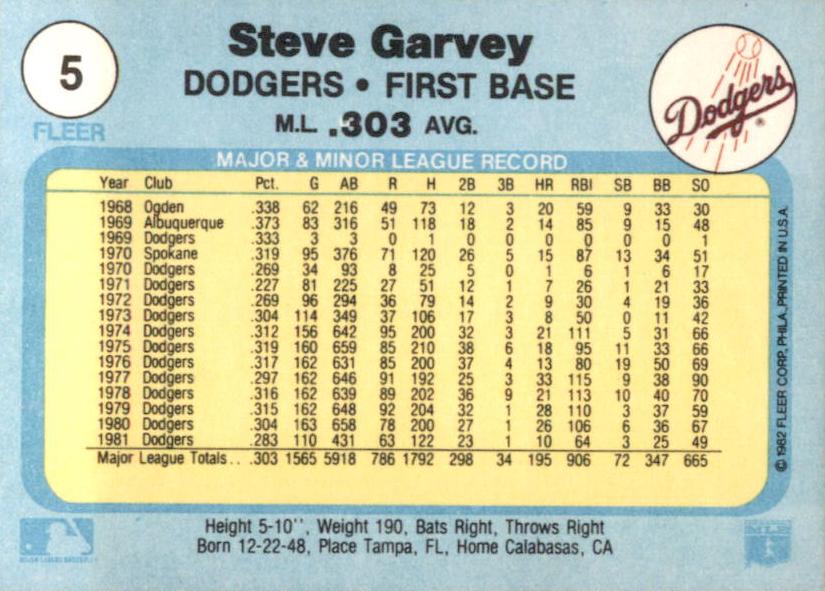 5
Steve Garvey
DODGERS • FIRST BASE
M.L. .303 AVG.
FLEER
Dodgers
®
MAJOR & MINOR LEAGUE RECORD
Year Club Pct. G AB R H 2B 3B HR RBI SB BB SO
1968 Ogden .338 62 216 49 73 12 3 20 59 9 33 30
1969 Albuquerque .373 83 316 51 118 18 2 14 85 9 15 48
1969 Dodgers .333 3 3 0 1 0 0 0 0 0 0 1
1970 Spokane .319 95 376 71 120 26 5 15 87 13 34 51
1970 Dodgers .269 34 93 8 25 5 0 1 6 1 6 17
1971 Dodgers .227 81 225 27 51 12 1 7 26 1 21 33
1972 Dodgers .269 96 294 36 79 14 2 9 30 4 19 36
1973 Dodgers .304 114 349 37 106 17 3 8 50 0 11 42
1974 Dodgers .312 156 642 95 200 32 3 21 111 5 31 66
1975 Dodgers .319 160 659 85 210 38 6 18 95 11 33 66
1976 Dodgers .317 162 631 85 200 37 4 13 80 19 50 69
1977 Dodgers .297 162 646 91 192 25 3 33 115 9 38 90
1978 Dodgers .316 162 639 89 202 36 9 21 113 10 40 70
1979 Dodgers .315 162 648 92 204 32 1 28 110 3 37 59
1980 Dodgers .304 163 658 78 200 27 1 26 106 6 36 67
1981 Dodgers .283 110 431 63 122 23 1 10 64 3 25 49
Major League Totals.. .303 1565 5918 786 1792 298 34 195 906 72 347 665
© 1982 FLEER CORP., PHILA. PRINTED IN U.S.A.
Height 5-10'', Weight 190, Bats Right, Throws Right
Born 12-22-48, Place Tampa, FL, Home Calabasas, CA
MAJOR LEAGUE BASEBALL